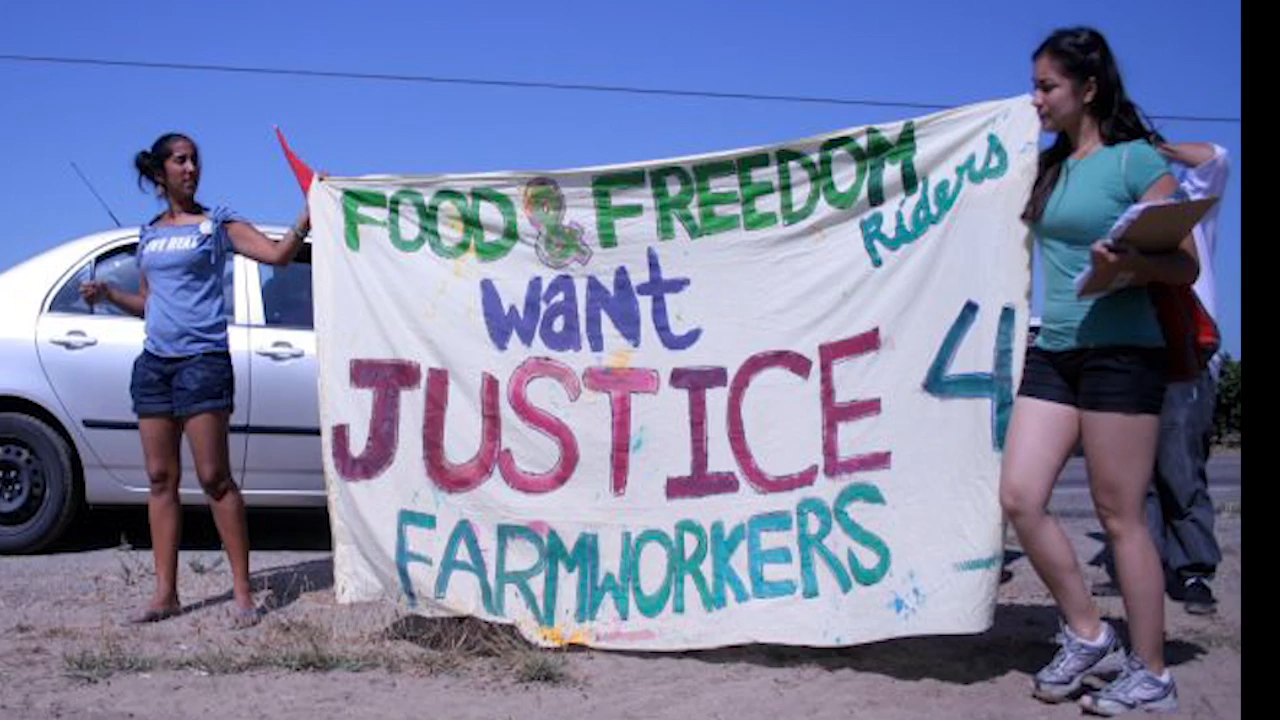 FOOD & FREEDOM
Riders
waNt
JUSTICE 4
FARMWORKERS